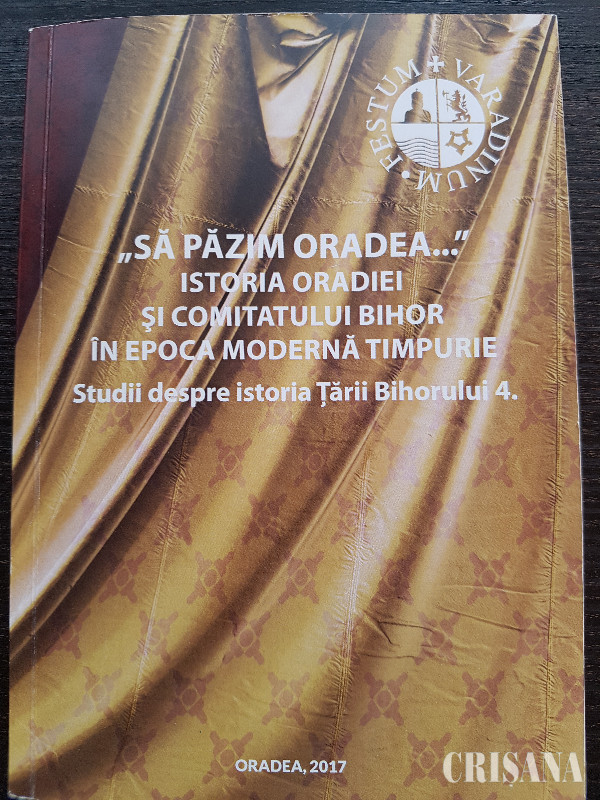 FESTUM + VARADINUM •
„SĂ PĂZIM ORADEA...”
ISTORIA ORADIEI
ŞI COMITATULUI BIHOR
ÎN EPOCA MODERNĂ TIMPURIE
Studii despre istoria Ţării Bihorului 4.
ORADEA, 2017
CRIȘANA